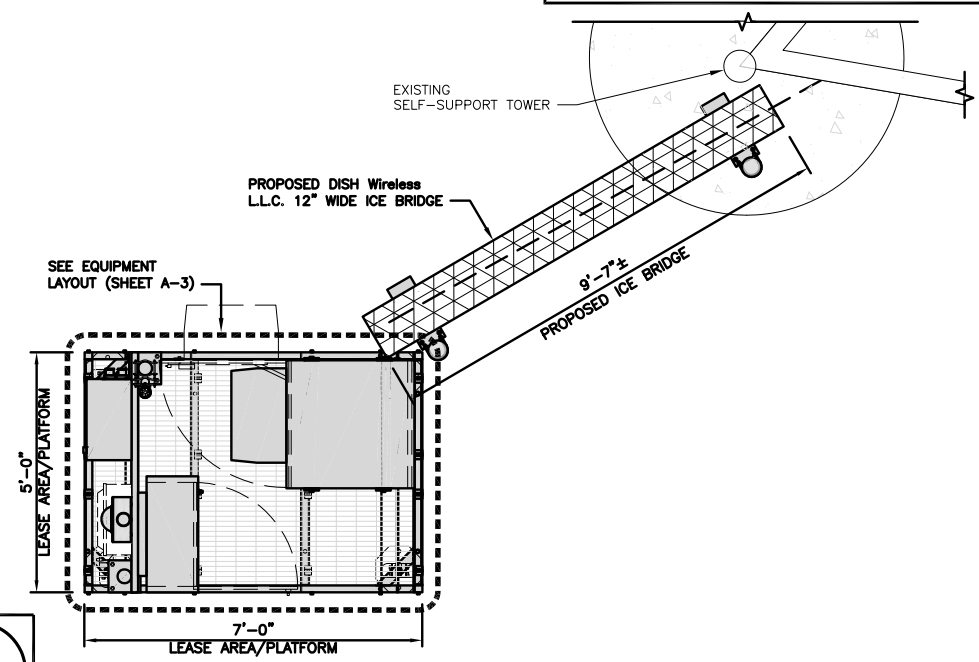 EXISTING
SELF-SUPPORT TOWER
PROPOSED DISH Wireless
L.L.C. 12" WIDE ICE BRIDGE
SEE EQUIPMENT
LAYOUT (SHEET A-3)
9'-7"±
PROPOSED ICE BRIDGE
5'-0"
LEASE AREA/PLATFORM
7'-0"
LEASE AREA/PLATFORM